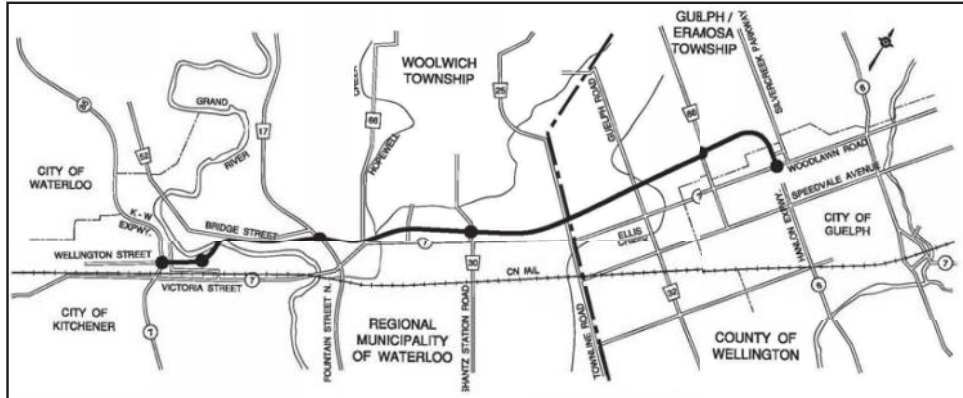 GUELPH /
ERAMOSA
TOWNSHIP
SILVERCREEK PARKWAY
WOOLWICH
TOWNSHIP
25
GUELPH ROAD
86
6
GRAND
RIVER
17
66
HOPEWELL
52
CITY OF
WATERLOO
K-W
EXPWY.
BRIDGE STREET
WOODLAWN ROAD
SPEEDVALE AVENUE
7
ELLIS
CITY OF
GUELPH
HANLON EXPWY.
WELLINGTON STREET
7
VICTORIA STREET
7
30
CN RAIL
32
6
7
CITY OF
KITCHENER
7
FOUNTAIN STREET N.
REGIONAL
MUNICIPALITY
OF WATERLOO
SHANTZ STATION ROAD
TOWNLINE ROAD
COUNTY OF
WELLINGTON